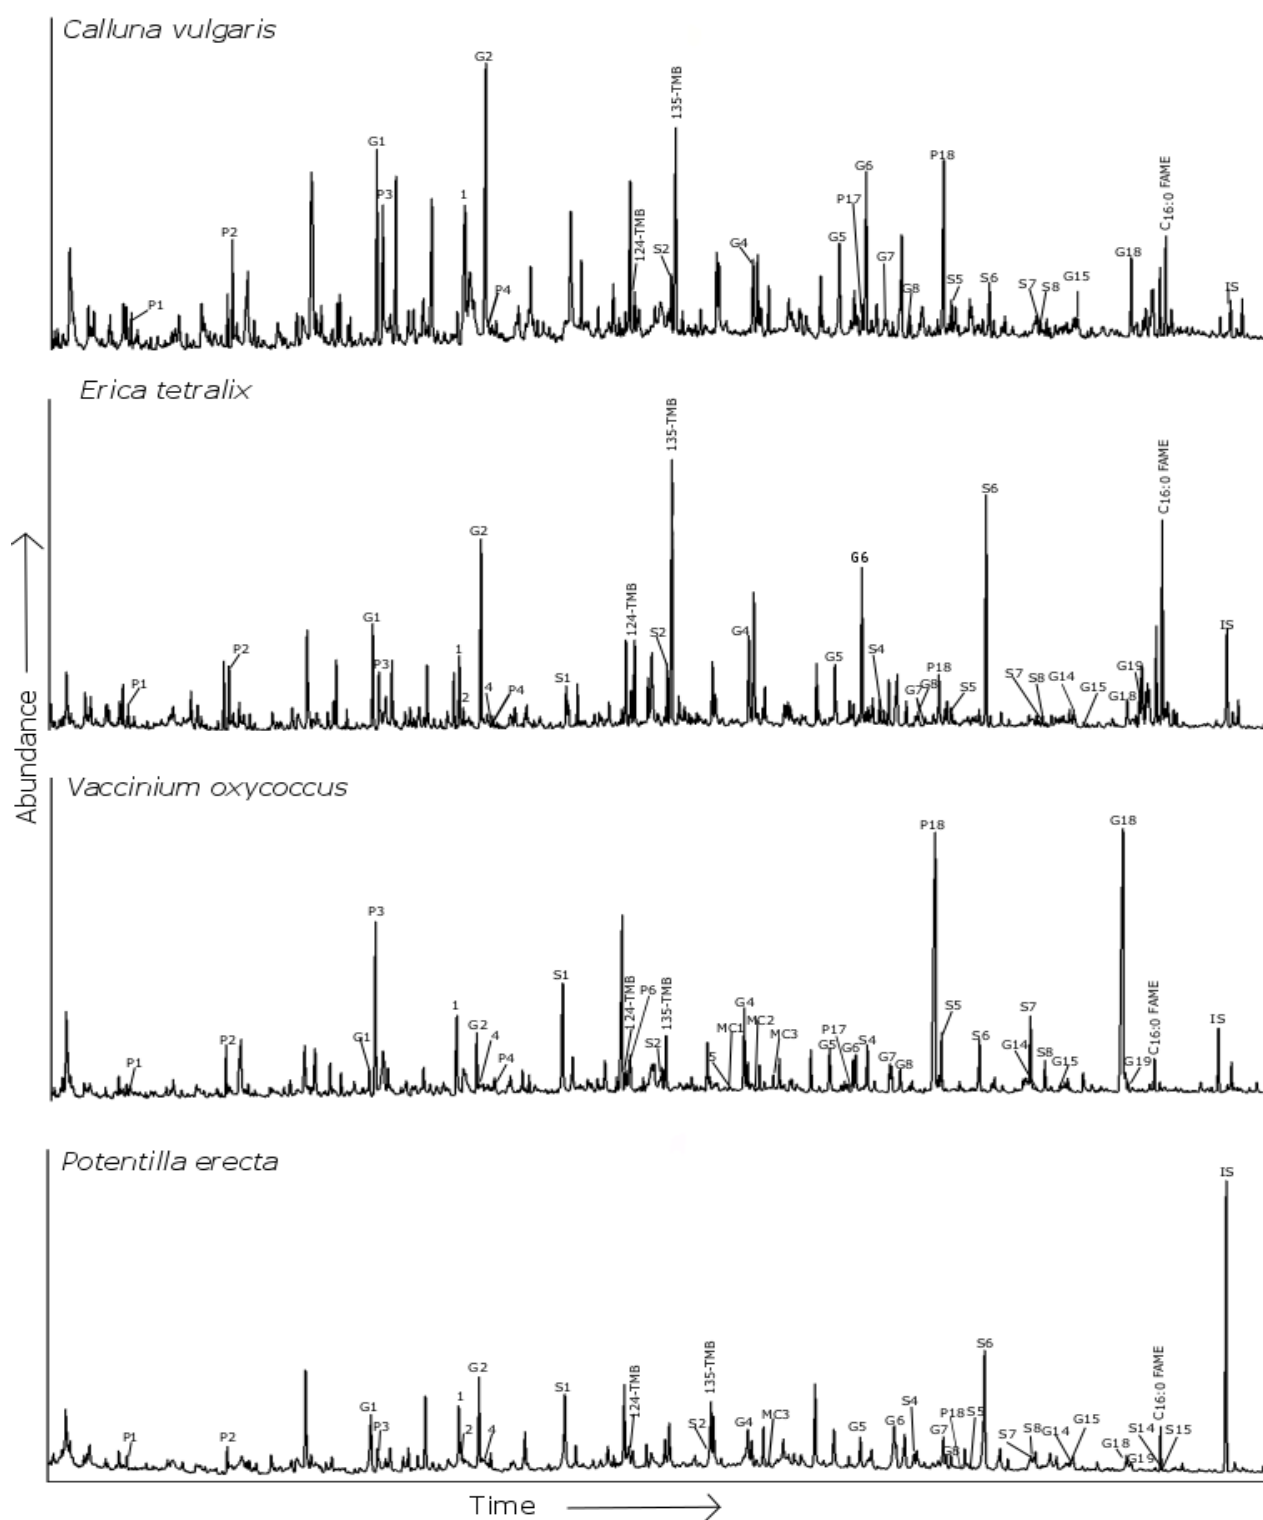 Calluna vulgaris
P1
P2
G1
P3
1
G2
P4
124-TMB
S2
135-TMB
G4
G5
P17
G6
G7
G8
P18
S5
S6
S7
S8
G15
G18
C16:0 FAME
IS
Erica tetralix
P1
P2
G1
P3
1
2
G2
4
P4
S1
124-TMB
S2
135-TMB
G4
G5
G6
S4
G7
G8
P18
S5
S6
S7
S8
G14
G15
G18
G19
C16:0 FAME
IS
Abundance
Vaccinium oxycoccus
P1
P2
G1
P3
1
G2
4
P4
S1
124-TMB
P6
S2
135-TMB
5
MC1
G4
MC2
MC3
G5
P17
G6
S4
G7
G8
P18
S5
S6
G14
S7
S8
G15
G18
G19
C16:0 FAME
IS
Potentilla erecta
P1
P2
G1
P3
1
2
G2
4
S1
124-TMB
S2
135-TMB
G4
MC3
G5
G6
S4
G7
G8
P18
S5
S6
S7
S8
G14
G15
G18
G19
S14
C16:0 FAME
S15
IS
Time